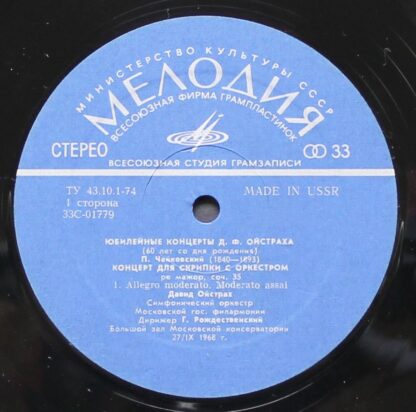 МИНИСТЕРСТВО КУЛЬТУРЫ СССР
МЕЛОДИЯ
ВСЕСОЮЗНАЯ ФИРМА ГРАМПЛАСТИНОК
СТЕРЕО 33
ВСЕСОЮЗНАЯ СТУДИЯ ГРАМЗАПИСИ
ТУ 43.10.1-74 MADE IN USSR
1 сторона
33С-01779
ЮБИЛЕЙНЫЕ КОНЦЕРТЫ Д. Ф. ОЙСТРАХА
(60 лет со дня рождения)
П. Чайковский (1840—1893)
КОНЦЕРТ ДЛЯ СКРИПКИ С ОРКЕСТРОМ
ре мажор, соч. 35
1. Allegro moderato. Moderato assai
Давид Ойстрах
Симфонический оркестр
Московской гос. филармонии
Дирижер Г. Рождественский
Большой зал Московской консерватории
27/IX 1968 г.